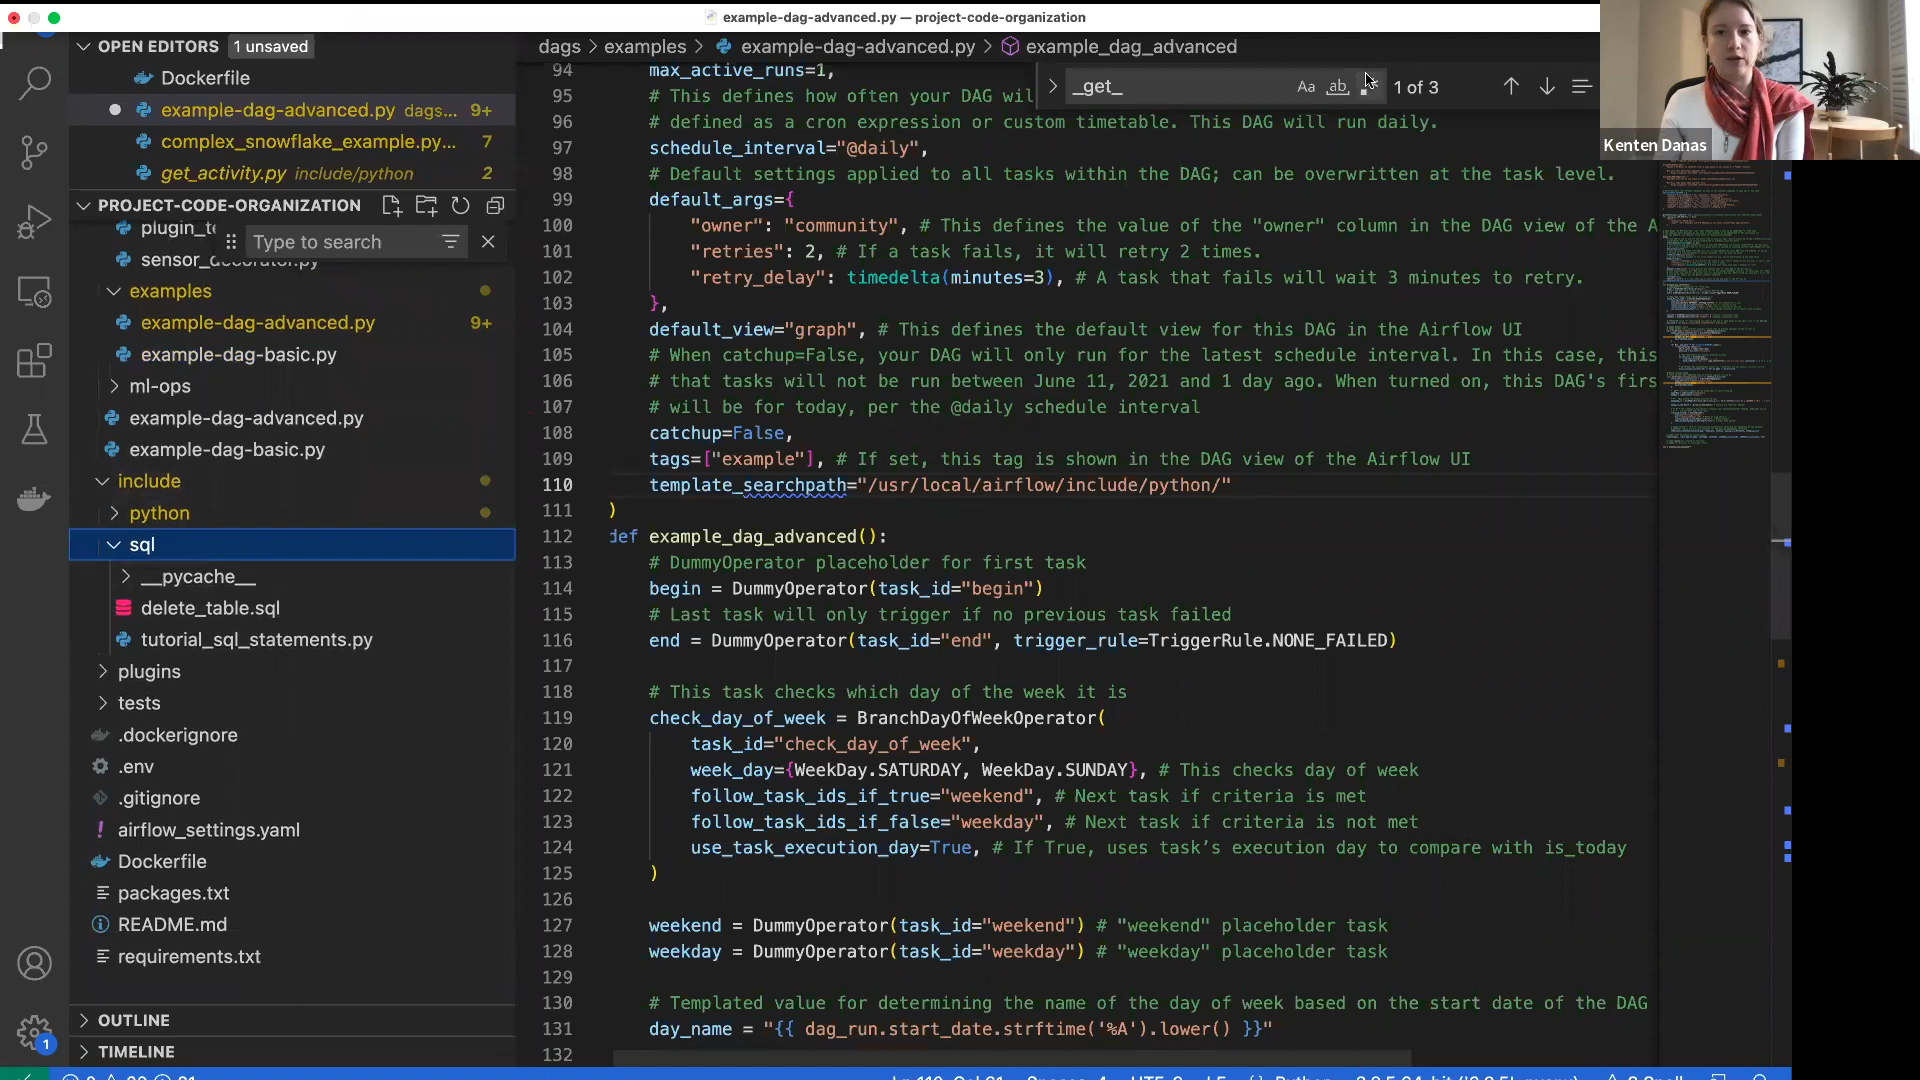 example-dag-advanced.py — project-code-organization
OPEN EDITORS 1 unsaved
Dockerfile
example-dag-advanced.py dags... 9+
complex_snowflake_example.py... 7
get_activity.py include/python 2
PROJECT-CODE-ORGANIZATION
Type to search
sensor_decorator.py
examples
example-dag-advanced.py 9+
example-dag-basic.py
ml-ops
example-dag-advanced.py
example-dag-basic.py
include
python
sql
__pycache__
delete_table.sql
tutorial_sql_statements.py
plugins
tests
.dockerignore
.env
.gitignore
airflow_settings.yaml
Dockerfile
packages.txt
README.md
requirements.txt
OUTLINE
TIMELINE
1
dags > examples > example-dag-advanced.py > example_dag_advanced
_get_ Aa ab 1 of 3
Kenten Danas
94 max_active_runs=1,
95 # This defines how often your DAG wil
96 # defined as a cron expression or custom timetable. This DAG will run daily.
97 schedule_interval="@daily",
98 # Default settings applied to all tasks within the DAG; can be overwritten at the task level.
99 default_args={
100 "owner": "community", # This defines the value of the "owner" column in the DAG view of the A
101 "retries": 2, # If a task fails, it will retry 2 times.
102 "retry_delay": timedelta(minutes=3), # A task that fails will wait 3 minutes to retry.
103 },
104 default_view="graph", # This defines the default view for this DAG in the Airflow UI
105 # When catchup=False, your DAG will only run for the latest schedule interval. In this case, this
106 # that tasks will not be run between June 11, 2021 and 1 day ago. When turned on, this DAG's firs
107 # will be for today, per the @daily schedule interval
108 catchup=False,
109 tags=["example"], # If set, this tag is shown in the DAG view of the Airflow UI
110 template_searchpath="/usr/local/airflow/include/python/"
111 )
112 def example_dag_advanced():
113 # DummyOperator placeholder for first task
114 begin = DummyOperator(task_id="begin")
115 # Last task will only trigger if no previous task failed
116 end = DummyOperator(task_id="end", trigger_rule=TriggerRule.NONE_FAILED)
117
118 # This task checks which day of the week it is
119 check_day_of_week = BranchDayOfWeekOperator(
120 task_id="check_day_of_week",
121 week_day={WeekDay.SATURDAY, WeekDay.SUNDAY}, # This checks day of week
122 follow_task_ids_if_true="weekend", # Next task if criteria is met
123 follow_task_ids_if_false="weekday", # Next task if criteria is not met
124 use_task_execution_day=True, # If True, uses task’s execution day to compare with is_today
125 )
126
127 weekend = DummyOperator(task_id="weekend") # "weekend" placeholder task
128 weekday = DummyOperator(task_id="weekday") # "weekday" placeholder task
129
130 # Templated value for determining the name of the day of week based on the start date of the DAG
131 day_name = "{{ dag_run.start_date.strftime('%A').lower() }}"
132